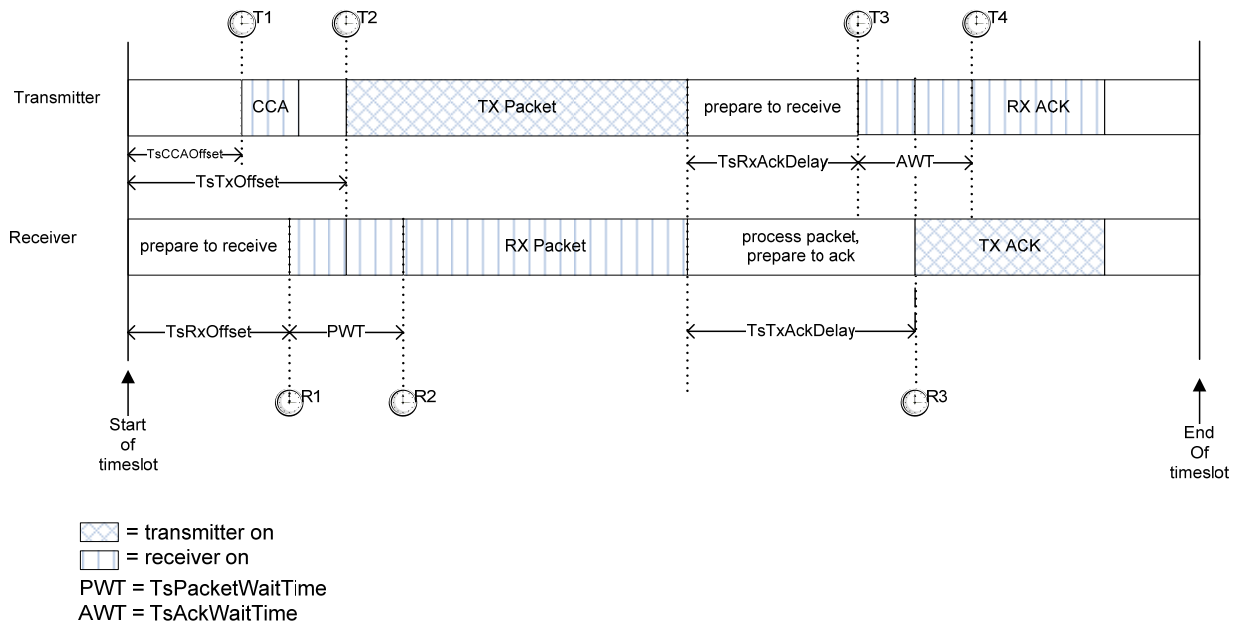 T1
T2
T3
T4
Transmitter
CCA
TX Packet
prepare to receive
RX ACK
TsCCAOffset
TsTxOffset
TsRxAckDelay
AWT
Receiver
prepare to receive
RX Packet
process packet,
prepare to ack
TX ACK
TsRxOffset
PWT
TsTxAckDelay
R1
R2
R3
Start
of
timeslot
End
Of
timeslot
= transmitter on
= receiver on
PWT = TsPacketWaitTime
AWT = TsAckWaitTime